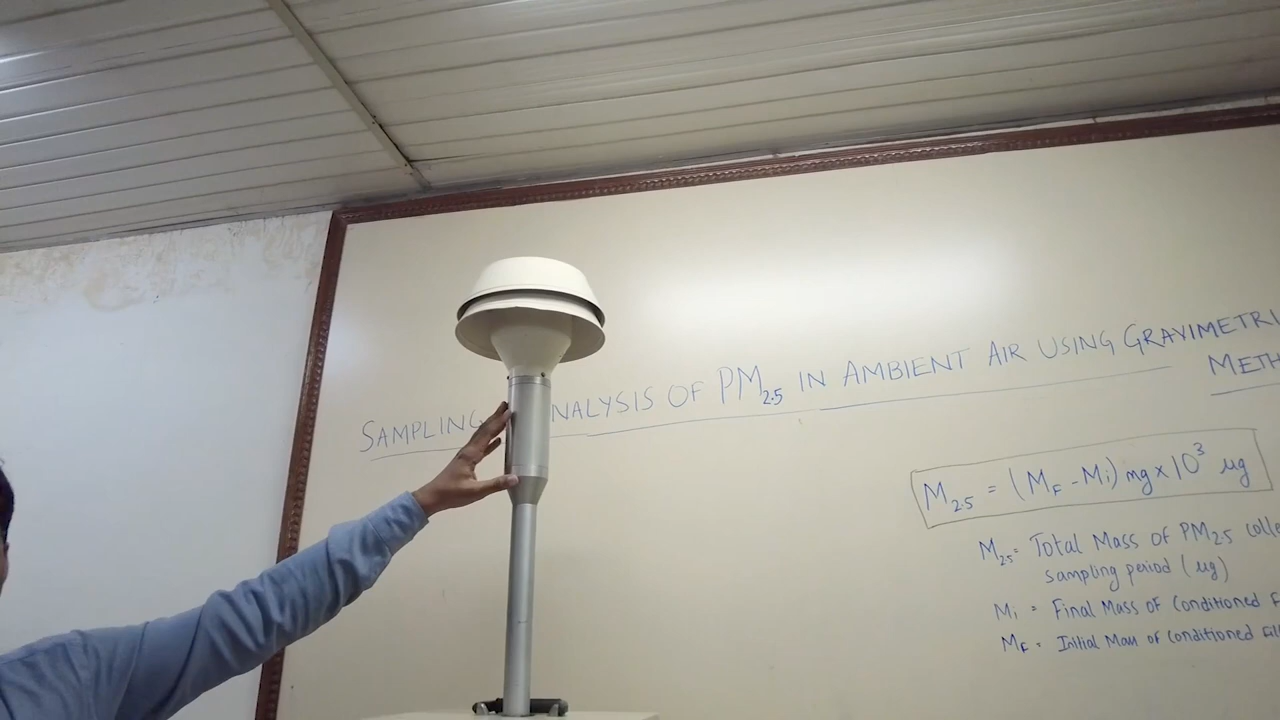 SAMPLING NALYSIS OF PM2.5 IN AMBIENT AIR USING GRAVIMETRI
METH
M2.5 = (MF - Mi) mg x 10³ µg
M2.5= Total Mass of PM2.5 colle
sampling period (µg)
Mi = Final Mass of Conditioned F
MF = Initial Mass of Conditioned Fil